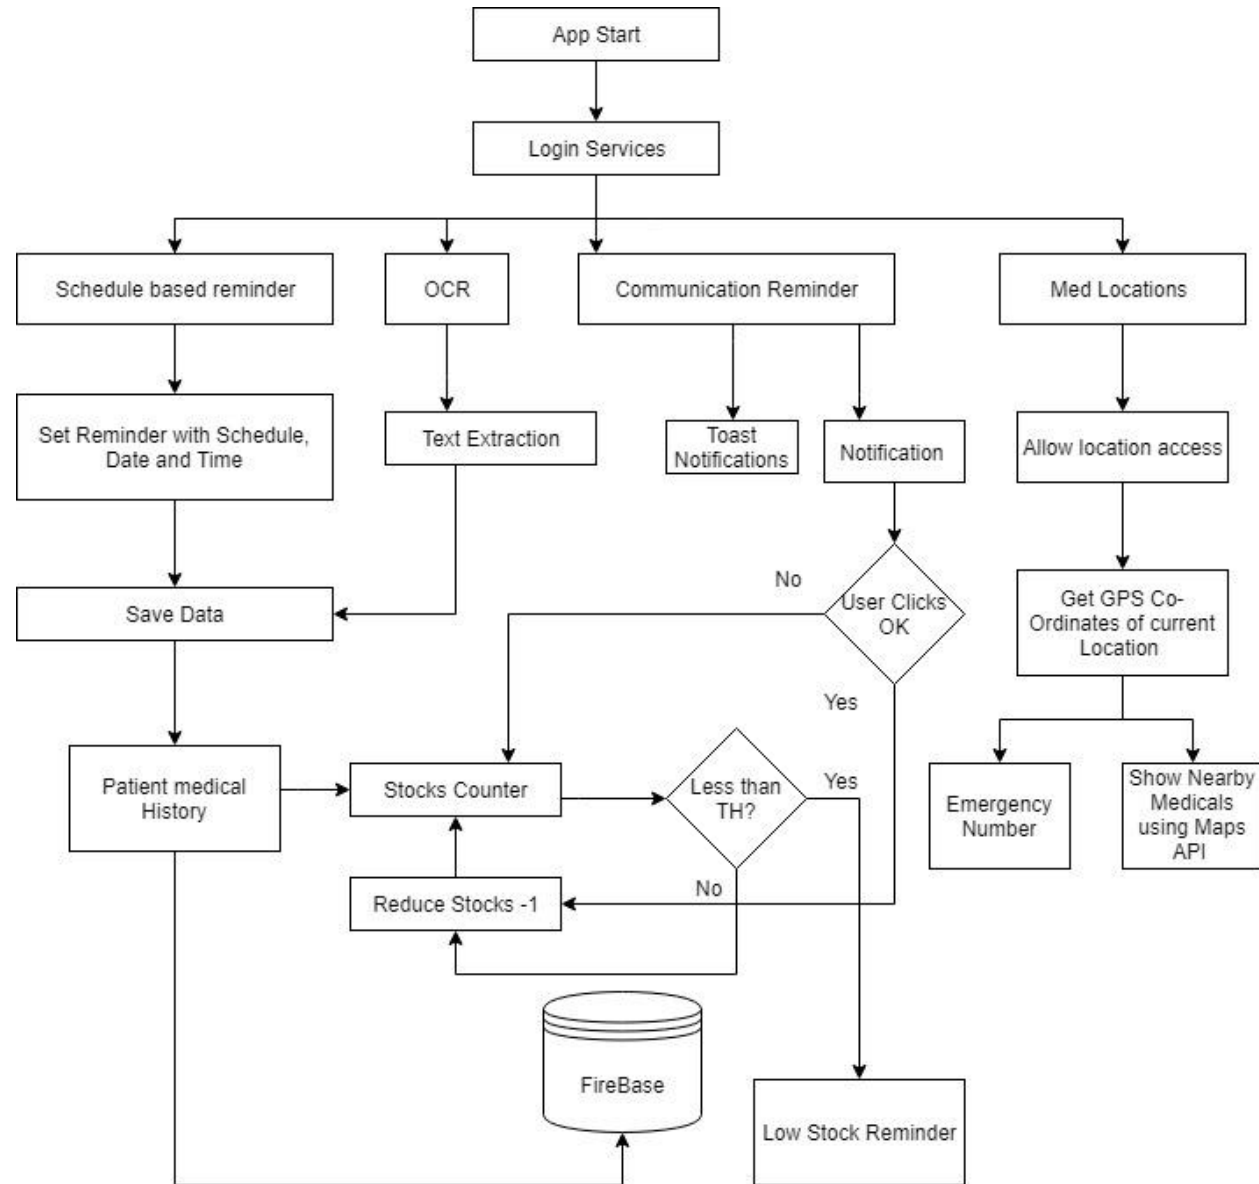 App Start
Login Services
Schedule based reminder
OCR
Communication Reminder
Med Locations
Set Reminder with Schedule,
Date and Time
Text Extraction
Toast
Notifications
Notification
Allow location access
No
User Clicks
OK
Save Data
Get GPS Co-
Ordinates of current
Location
Yes
Patient medical
History
Stocks Counter
Less than
TH?
Yes
Emergency
Number
Show Nearby
Medicals
using Maps
API
Reduce Stocks -1
No
FireBase
Low Stock Reminder